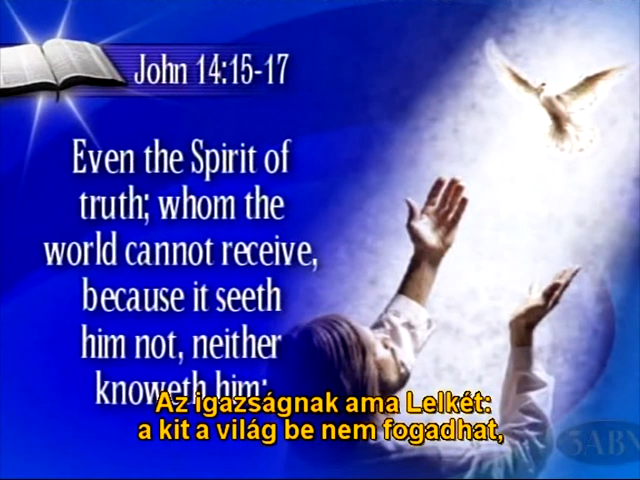 John 14:15-17
Even the Spirit of
truth; whom the
world cannot receive,
because it seeth
him not, neither
knoweth him:
Az igazságnak ama Lelkét:
a kit a világ be nem fogadhat,
3ABN